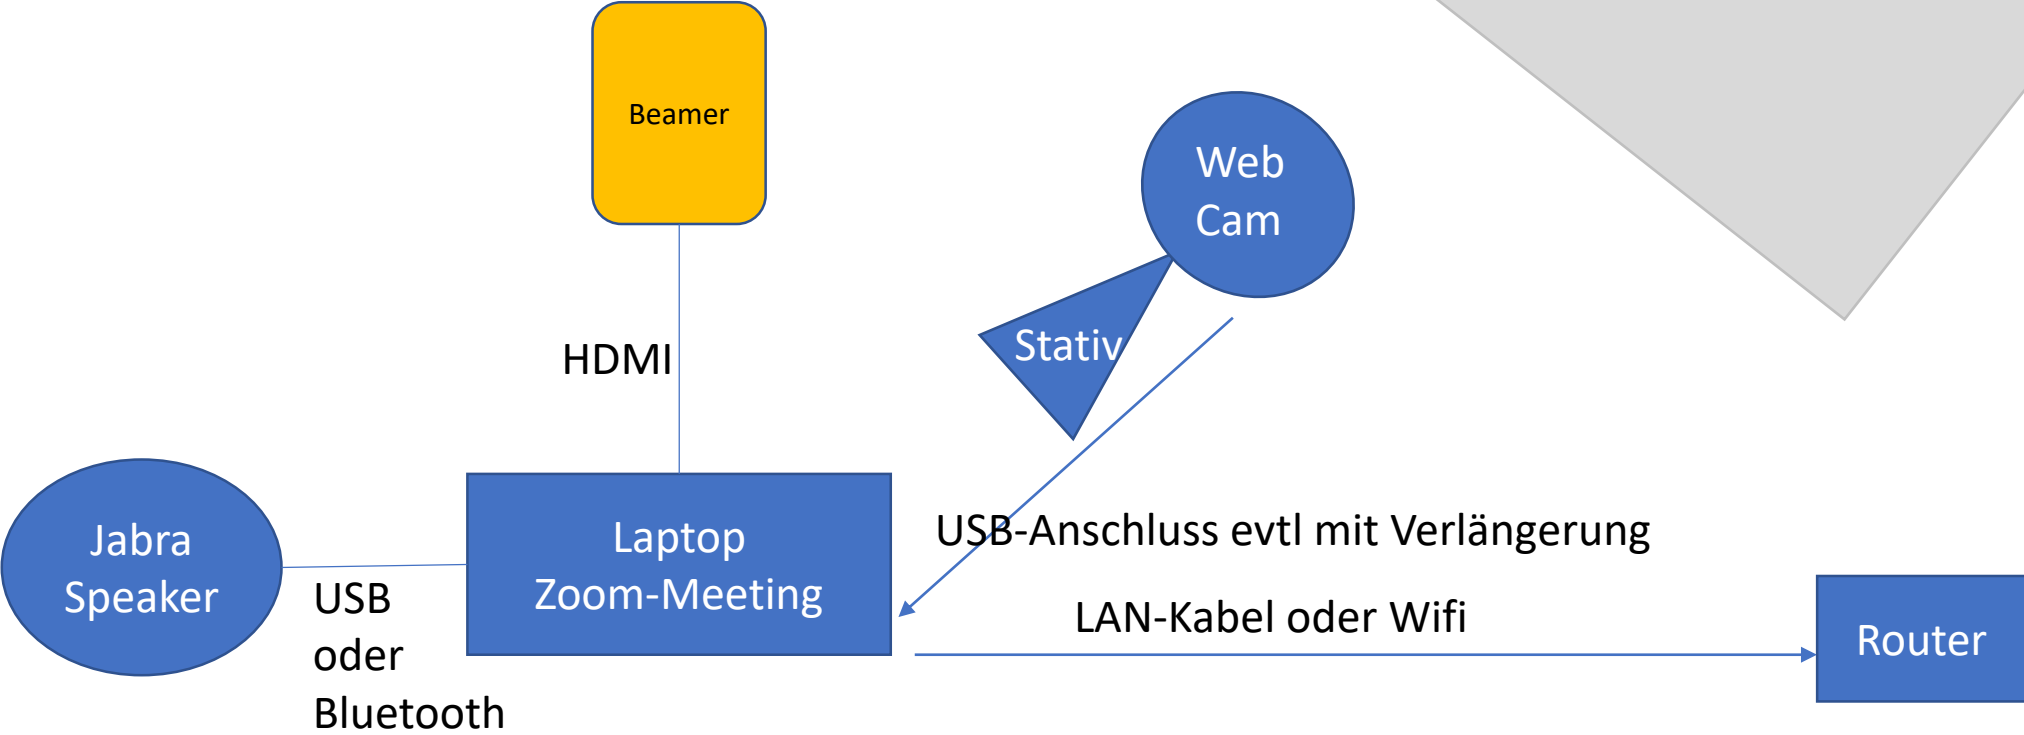 Beamer
Web
Cam
Stativ
HDMI
Jabra
Speaker
USB
oder
Bluetooth
Laptop
Zoom-Meeting
USB-Anschluss evtl mit Verlängerung
LAN-Kabel oder Wifi
Router